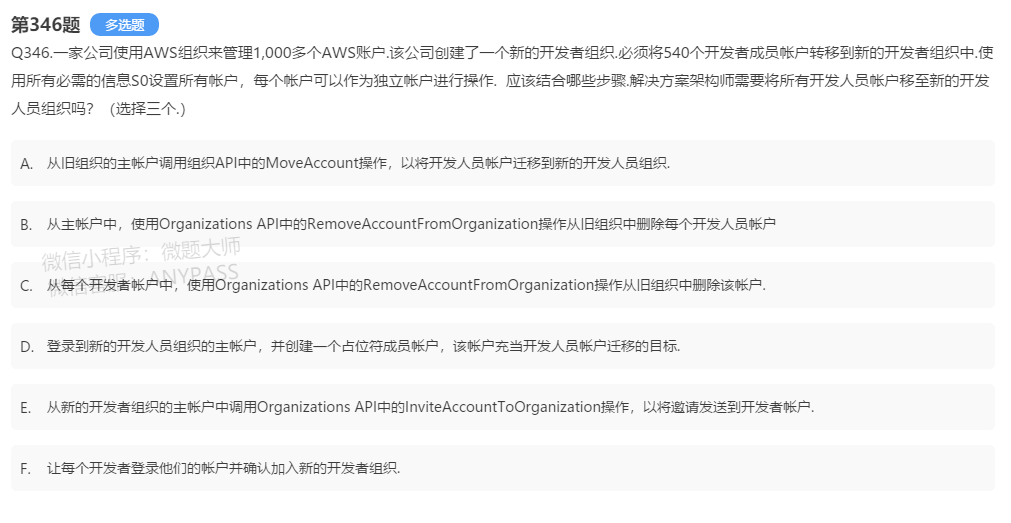 第346题 多选题
Q346.一家公司使用AWS组织来管理1,000多个AWS账户.该公司创建了一个新的开发者组织.必须将540个开发者成员帐户转移到新的开发者组织中.使
用所有必需的信息S0设置所有帐户，每个帐户可以作为独立帐户进行操作. 应该结合哪些步骤.解决方案架构师需要将所有开发人员帐户移至新的开发
人员组织吗？（选择三个.）
A. 从旧组织的主帐户调用组织API中的MoveAccount操作，以将开发人员帐户迁移到新的开发人员组织.
B. 从主帐户中，使用Organizations API中的RemoveAccountFromOrganization操作从旧组织中删除每个开发人员帐户
微信小程序：微题大师
微信客服：ANYPASS
C. 从每个开发者帐户中，使用Organizations API中的RemoveAccountFromOrganization操作从旧组织中删除该帐户.
D. 登录到新的开发人员组织的主帐户，并创建一个占位符成员帐户，该帐户充当开发人员帐户迁移的目标.
E. 从新的开发者组织的主帐户中调用Organizations API中的InviteAccountToOrganization操作，以将邀请发送到开发者帐户.
F. 让每个开发者登录他们的帐户并确认加入新的开发者组织.